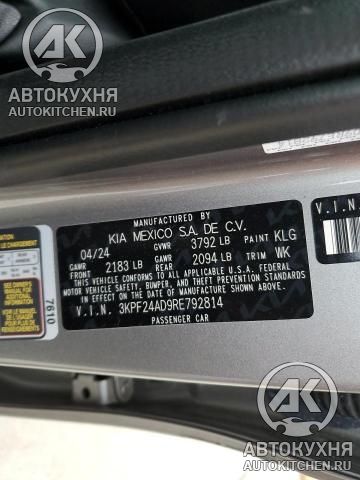 АВТОКУХНЯ
AUTOKITCHEN.RU
MANUFACTURED BY
KIA MEXICO S.A. DE C.V.
04/24 GVWR 3792 LB PAINT KLG
GAWR FRONT 2183 LB GAWR REAR 2094 LB TRIM WK
THIS VEHICLE CONFORMS TO ALL APPLICABLE U.S.A. FEDERAL
MOTOR VEHICLE SAFETY, BUMPER, AND THEFT PREVENTION
STANDARDS IN EFFECT ON THE DATE OF MANUFACTURE SHOWN ABOVE.
V.I.N. 3KPF24AD9RE792814
PASSENGER CAR
7610
V.I.N.
АВТОКУХНЯ
AUTOKITCHEN.RU